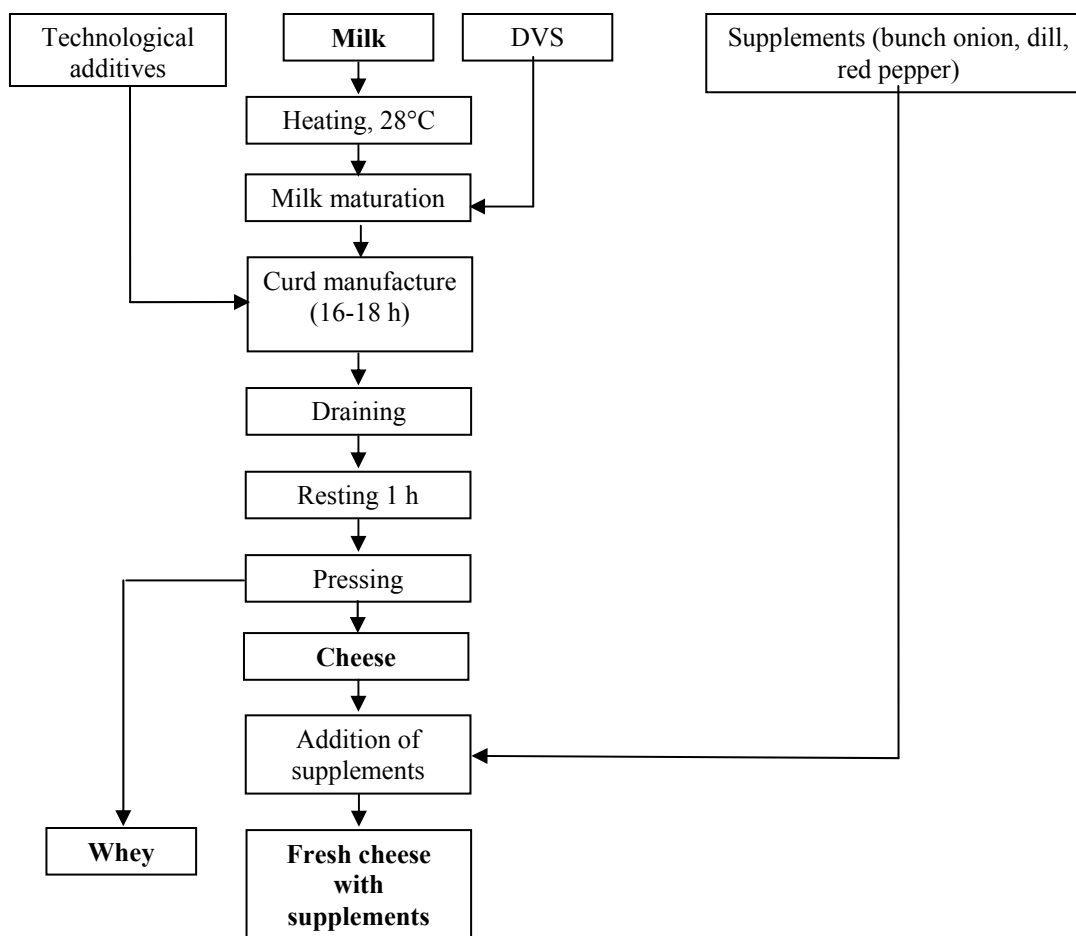 Technological
additives
Milk
DVS
Supplements (bunch onion, dill,
red pepper)
Heating, 28°C
Milk maturation
Curd manufacture
(16-18 h)
Draining
Resting 1 h
Pressing
Cheese
Addition of
supplements
Whey
Fresh cheese
with
supplements